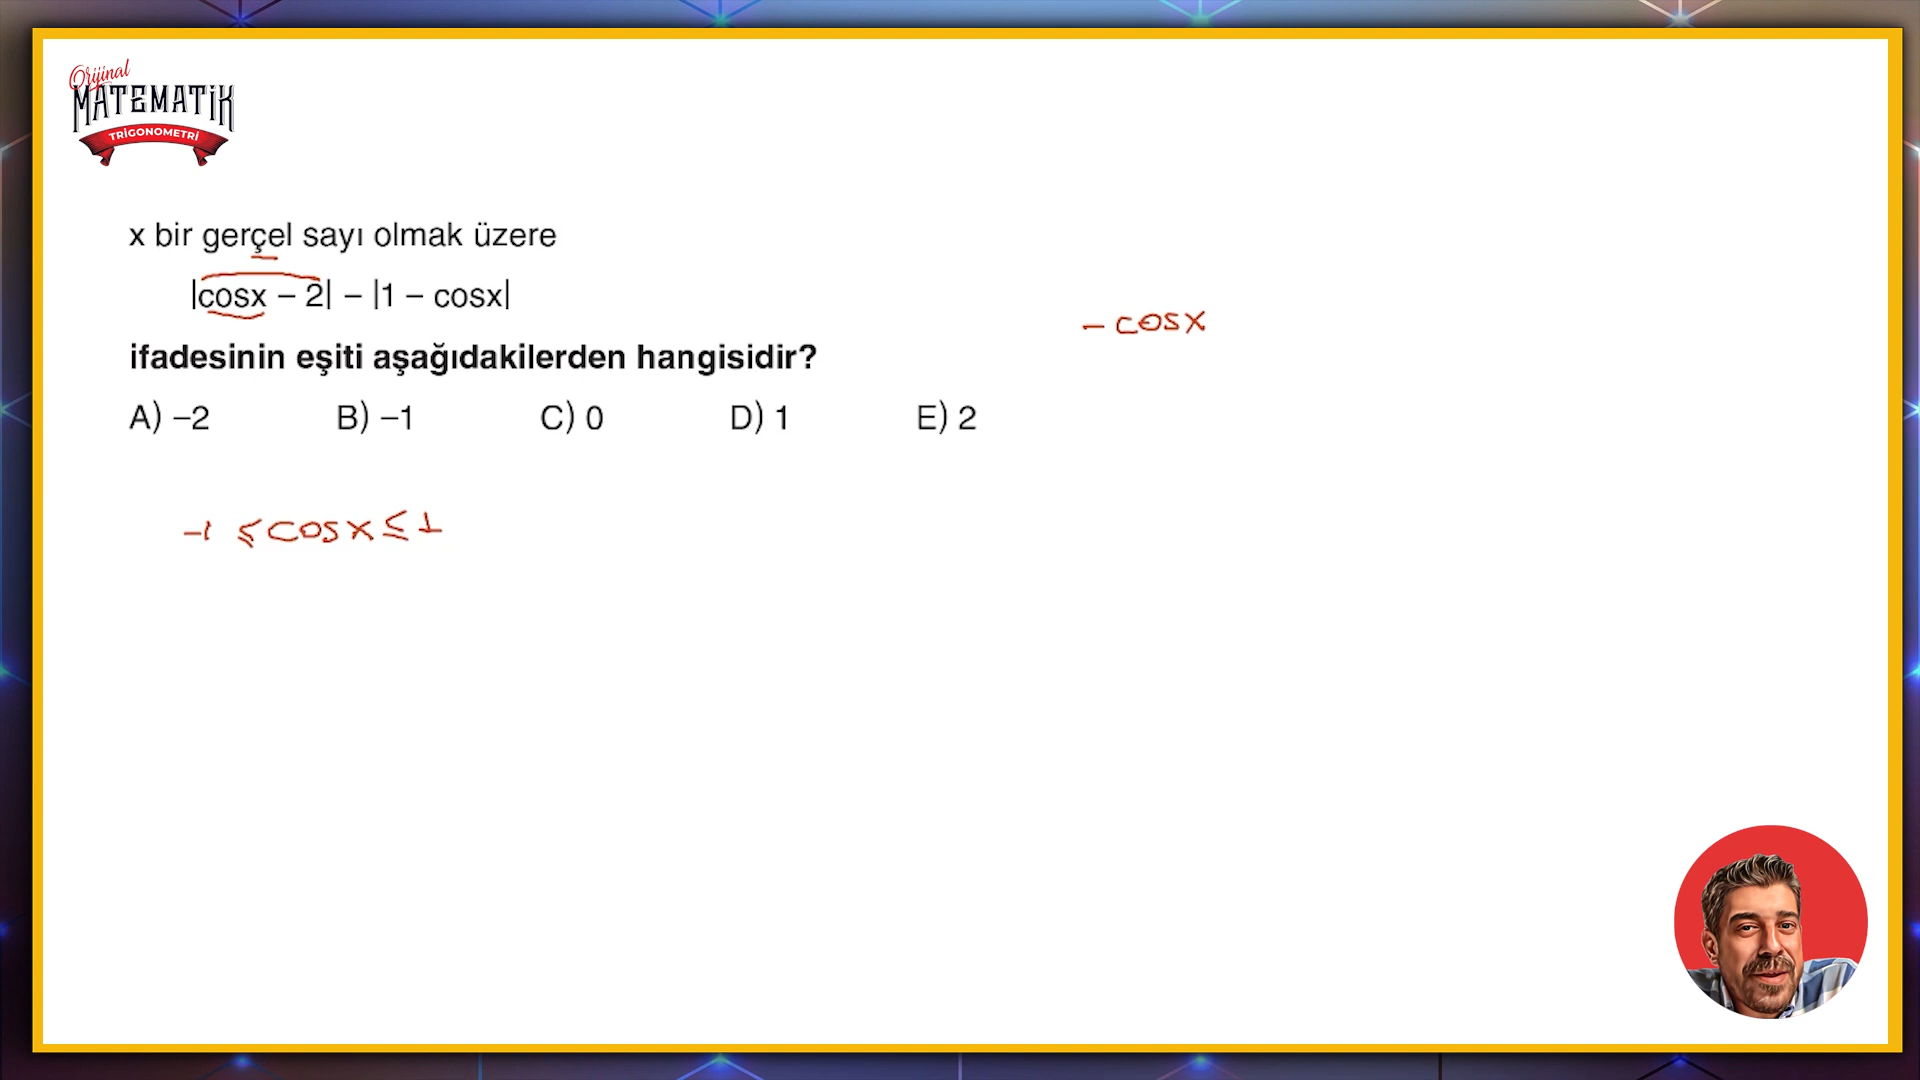 Orijinal
MATEMATİK
TRİGONOMETRİ
x bir gerçel sayı olmak üzere
|cosx – 2| – |1 – cosx|
– cosx
ifadesinin eşiti aşağıdakilerden hangisidir?
A) –2 B) –1 C) 0 D) 1 E) 2
-1 ≤ cosx ≤ 1